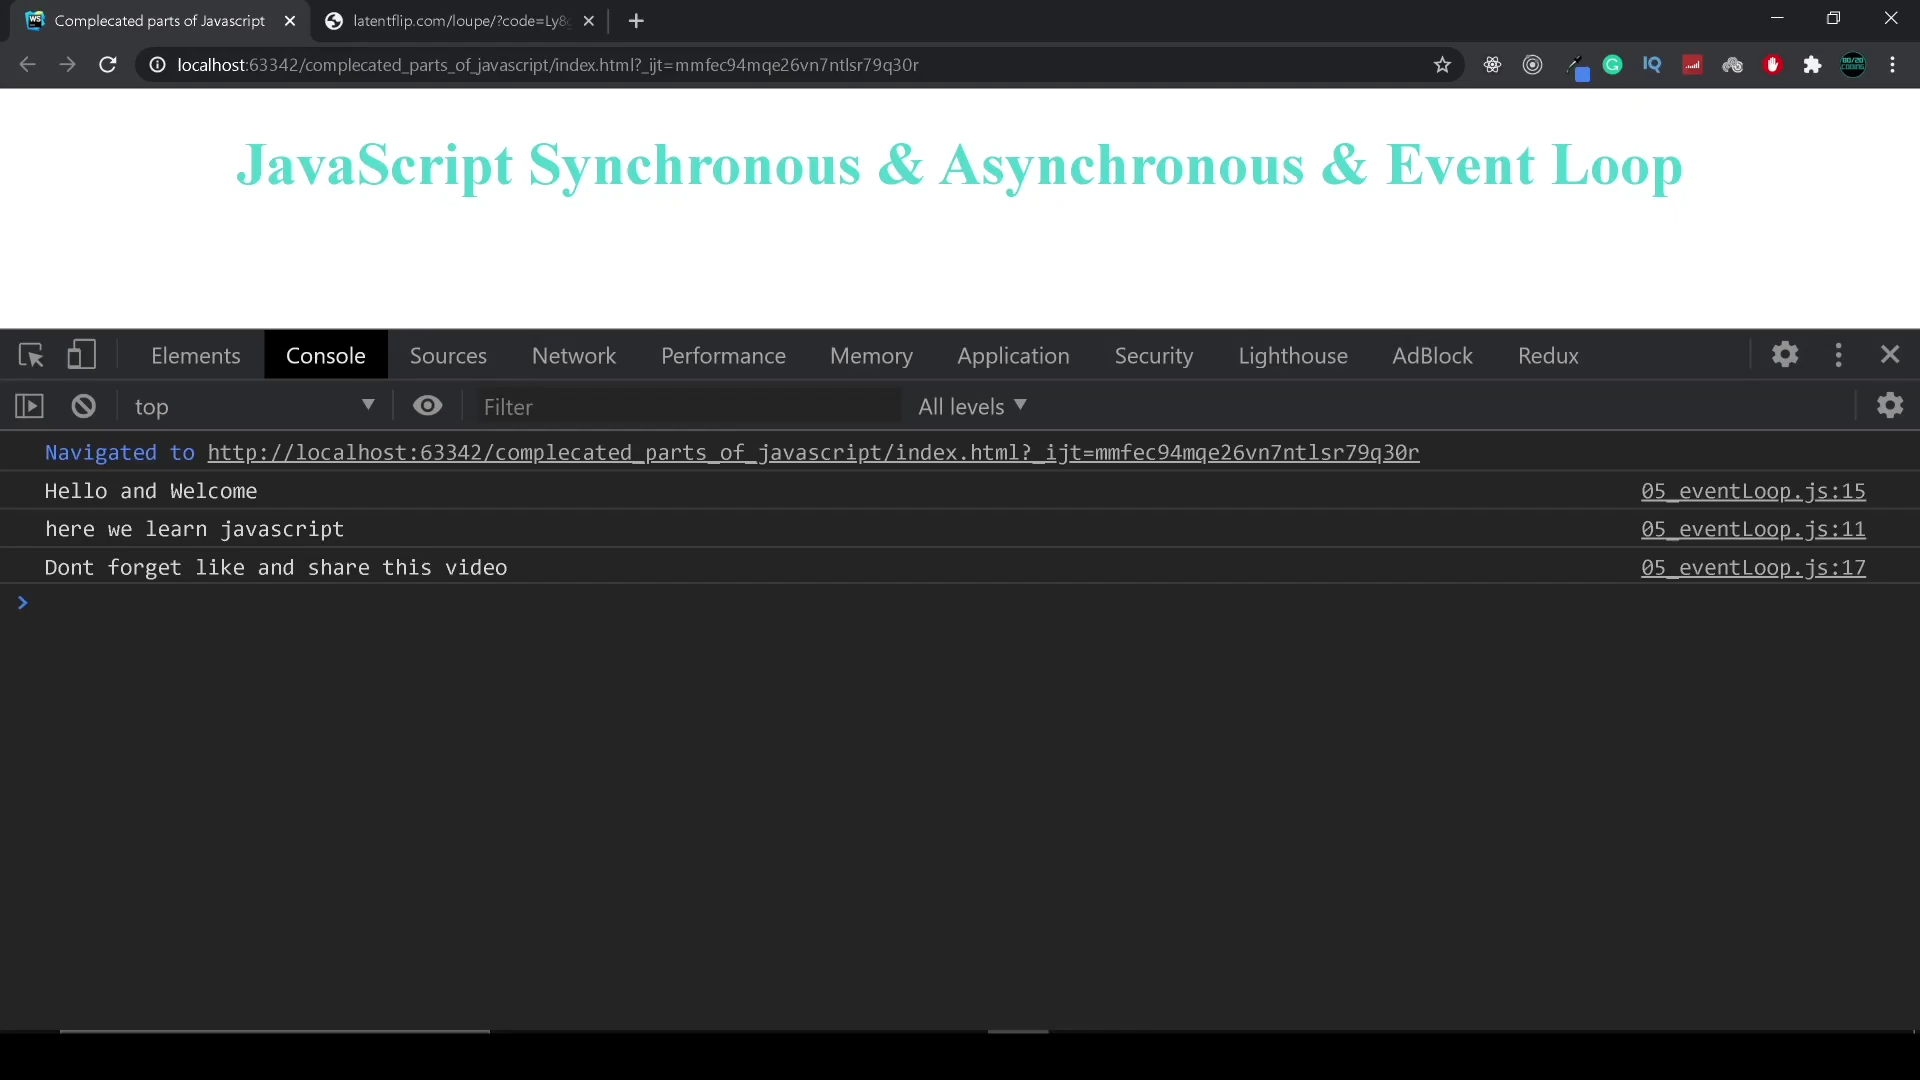 Complecated parts of Javascript
latentflip.com/loupe/?code=Ly8
localhost:63342/complecated_parts_of_javascript/index.html?_ijt=mmfec94mqe26vn7ntlsr79q30r
JavaScript Synchronous & Asynchronous & Event Loop
Elements Console Sources Network Performance Memory Application Security Lighthouse AdBlock Redux
top Filter All levels
Navigated to http://localhost:63342/complecated_parts_of_javascript/index.html?_ijt=mmfec94mqe26vn7ntlsr79q30r
Hello and Welcome 05_eventLoop.js:15
here we learn javascript 05_eventLoop.js:11
Dont forget like and share this video 05_eventLoop.js:17